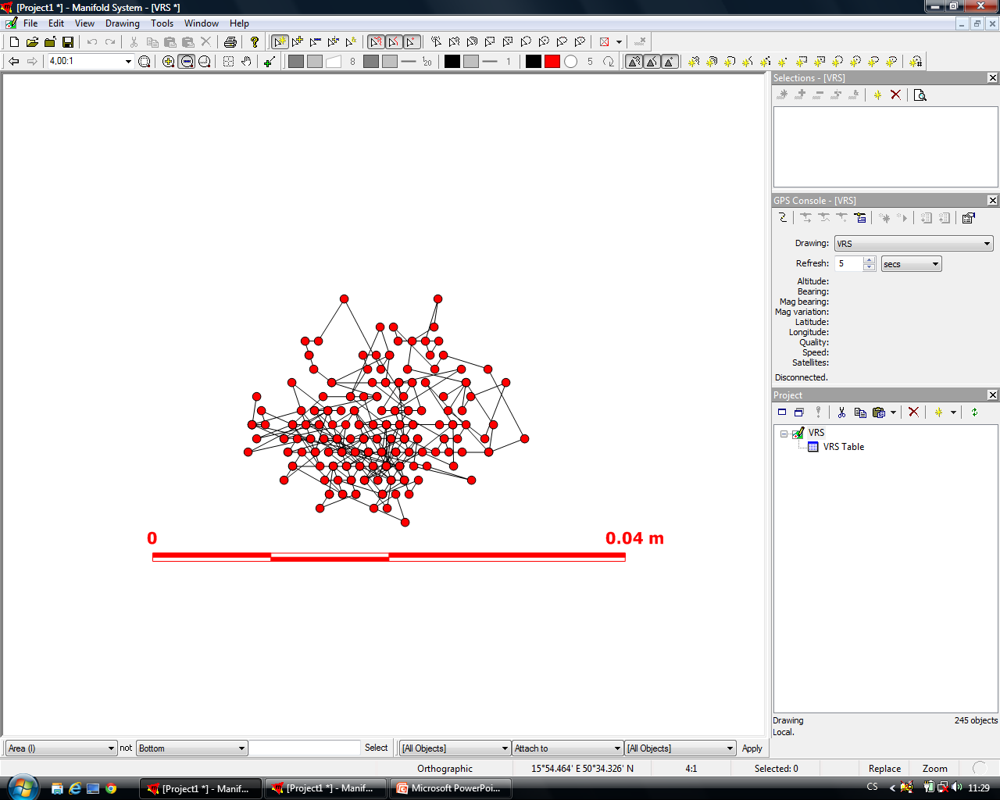 [Project1 *] - Manifold System - [VRS *]
File Edit View Drawing Tools Window Help
4,00:1
8
20
1
5
Selections - [VRS]
GPS Console - [VRS]
Drawing: VRS
Refresh: 5 secs
Altitude:
Bearing:
Mag bearing:
Mag variation:
Latitude:
Longitude:
Quality:
Speed:
Satellites:
Disconnected.
Project
VRS
VRS Table
0 0.04 m
Drawing 245 objects
Local.
Area (I) not Bottom Select [All Objects] Attach to [All Objects] Apply
Orthographic 15°54.464' E 50°34.326' N 4:1 Selected: 0 Replace Zoom
[Project1 *] - Manif... [Project1 *] - Manif... Microsoft PowerPoi... CS 11:29